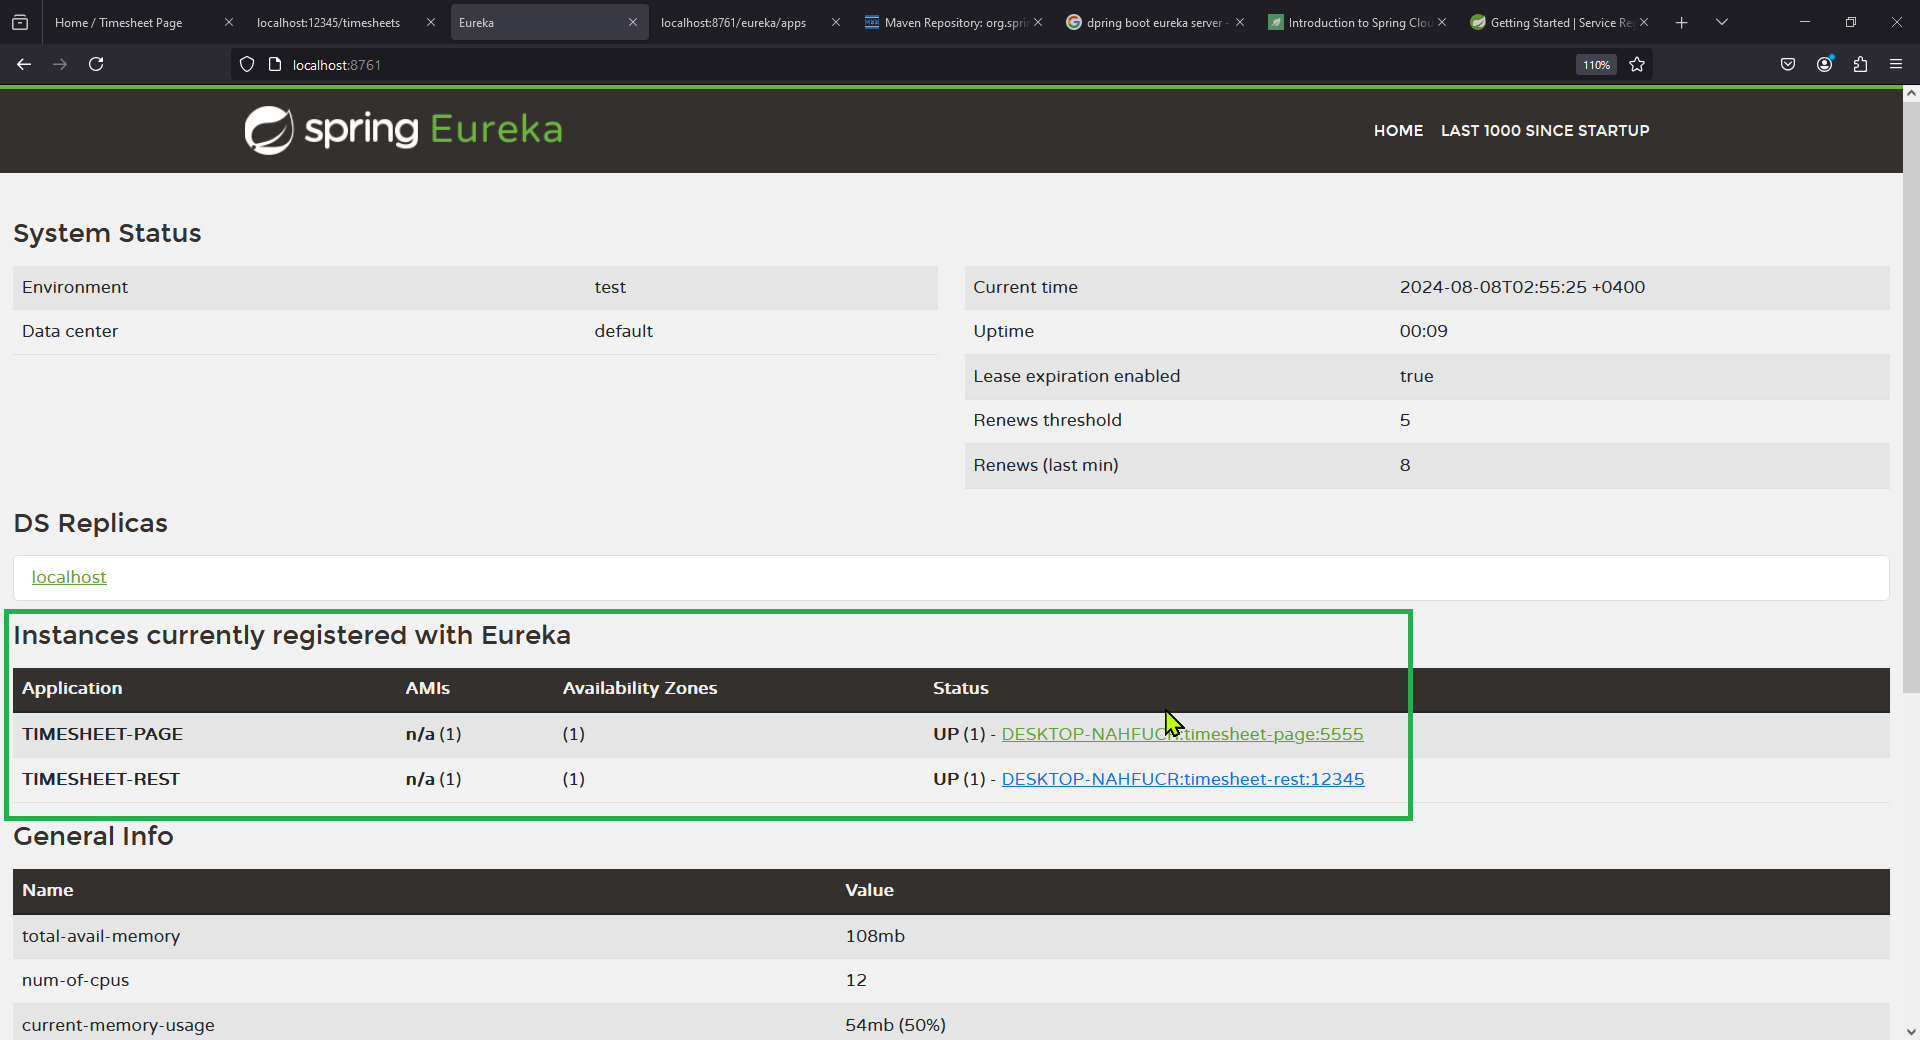 Home / Timesheet Page
localhost:12345/timesheets
Eureka
localhost:8761/eureka/apps
Maven Repository: org.sprin
dpring boot eureka server -
Introduction to Spring Clou
Getting Started | Service Re
localhost:8761
110%
spring Eureka
HOME LAST 1000 SINCE STARTUP
System Status
Environment test
Data center default
Current time 2024-08-08T02:55:25 +0400
Uptime 00:09
Lease expiration enabled true
Renews threshold 5
Renews (last min) 8
DS Replicas
localhost
Instances currently registered with Eureka
Application AMIs Availability Zones Status
TIMESHEET-PAGE n/a (1) (1) UP (1) - DESKTOP-NAHFUCR:timesheet-page:5555
TIMESHEET-REST n/a (1) (1) UP (1) - DESKTOP-NAHFUCR:timesheet-rest:12345
General Info
Name Value
total-avail-memory 108mb
num-of-cpus 12
current-memory-usage 54mb (50%)